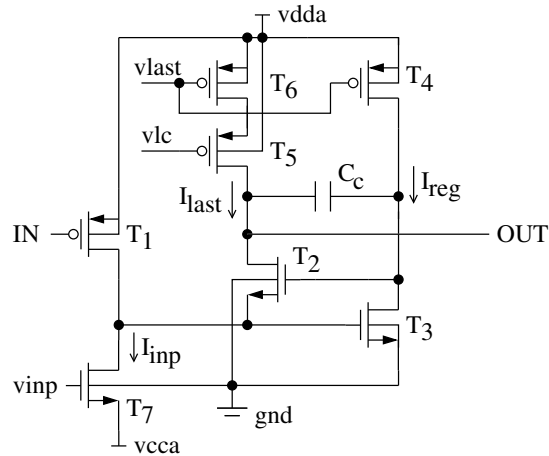 vdda
vlast
T6
T4
vlc
T5
Cc
Ilast
Ireg
IN
T1
OUT
T2
T3
Iinp
vinp
T7
gnd
vcca